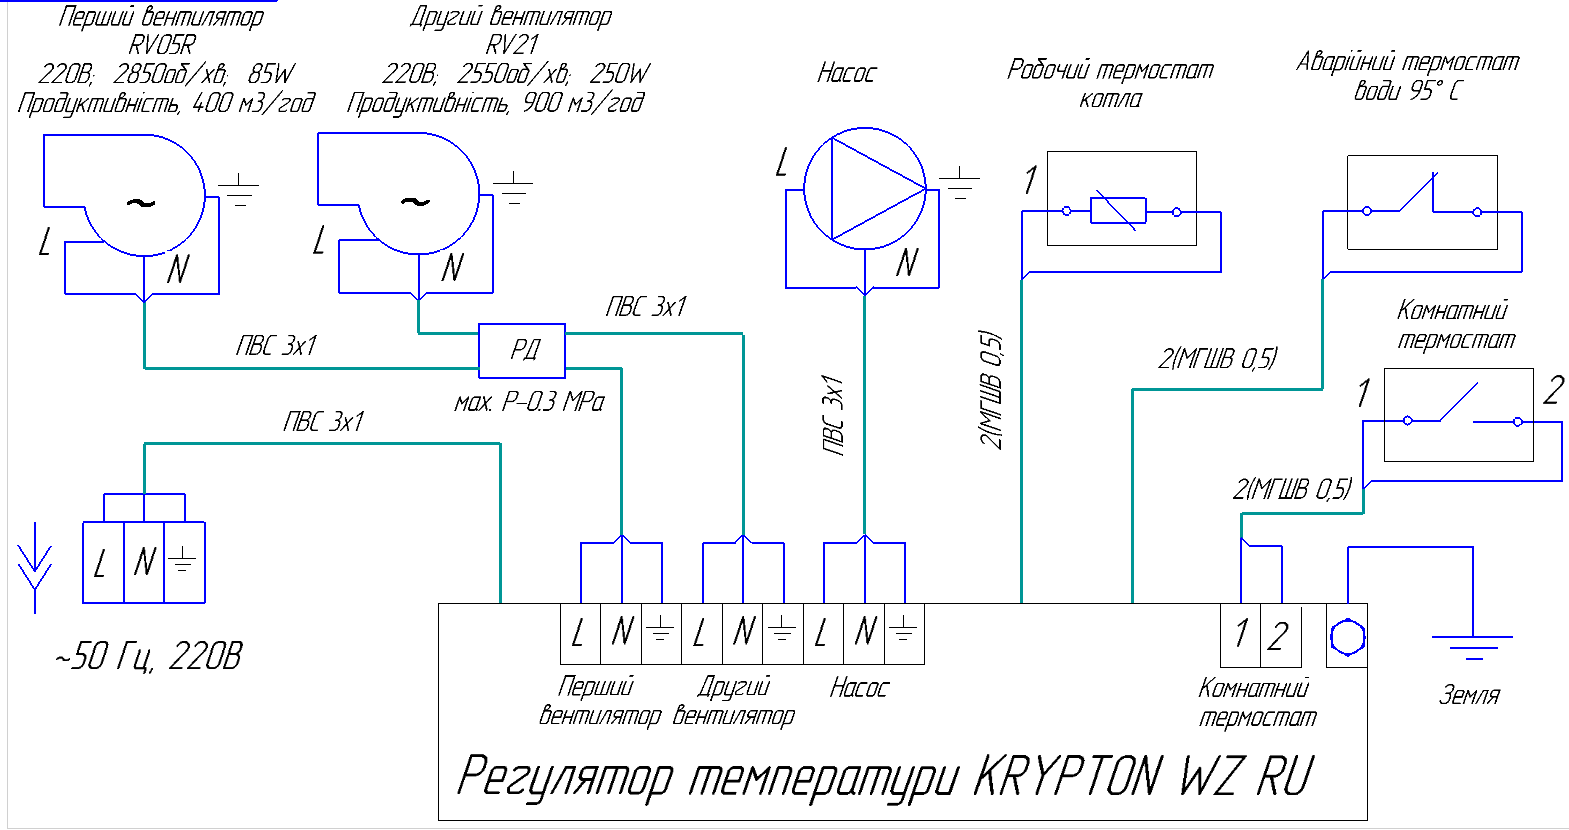 Перший вентилятор
RV05R
220В; 2850об/хв; 85W
Продуктивність, 400 м3/год
Другий вентилятор
RV21
220В; 2550об/хв; 250W
Продуктивність, 900 м3/год
Насос
Робочий термостат
котла
Аварійний термостат
води 95° С
L
N
~
L
N
~
L
N
1
ПВС 3х1
ПВС 3х1
РД
мах. Р-0.3 МРа
ПВС 3х1
ПВС 3х1
2(МГШВ 0,5)
2(МГШВ 0,5)
Комнатний
термостат
1
2
2(МГШВ 0,5)
L N
~50 Гц, 220В
L N L N L N
1 2
Перший
вентилятор
Другий
вентилятор
Насос
Комнатний
термостат
Земля
Регулятор температури KRYPTON WZ RU